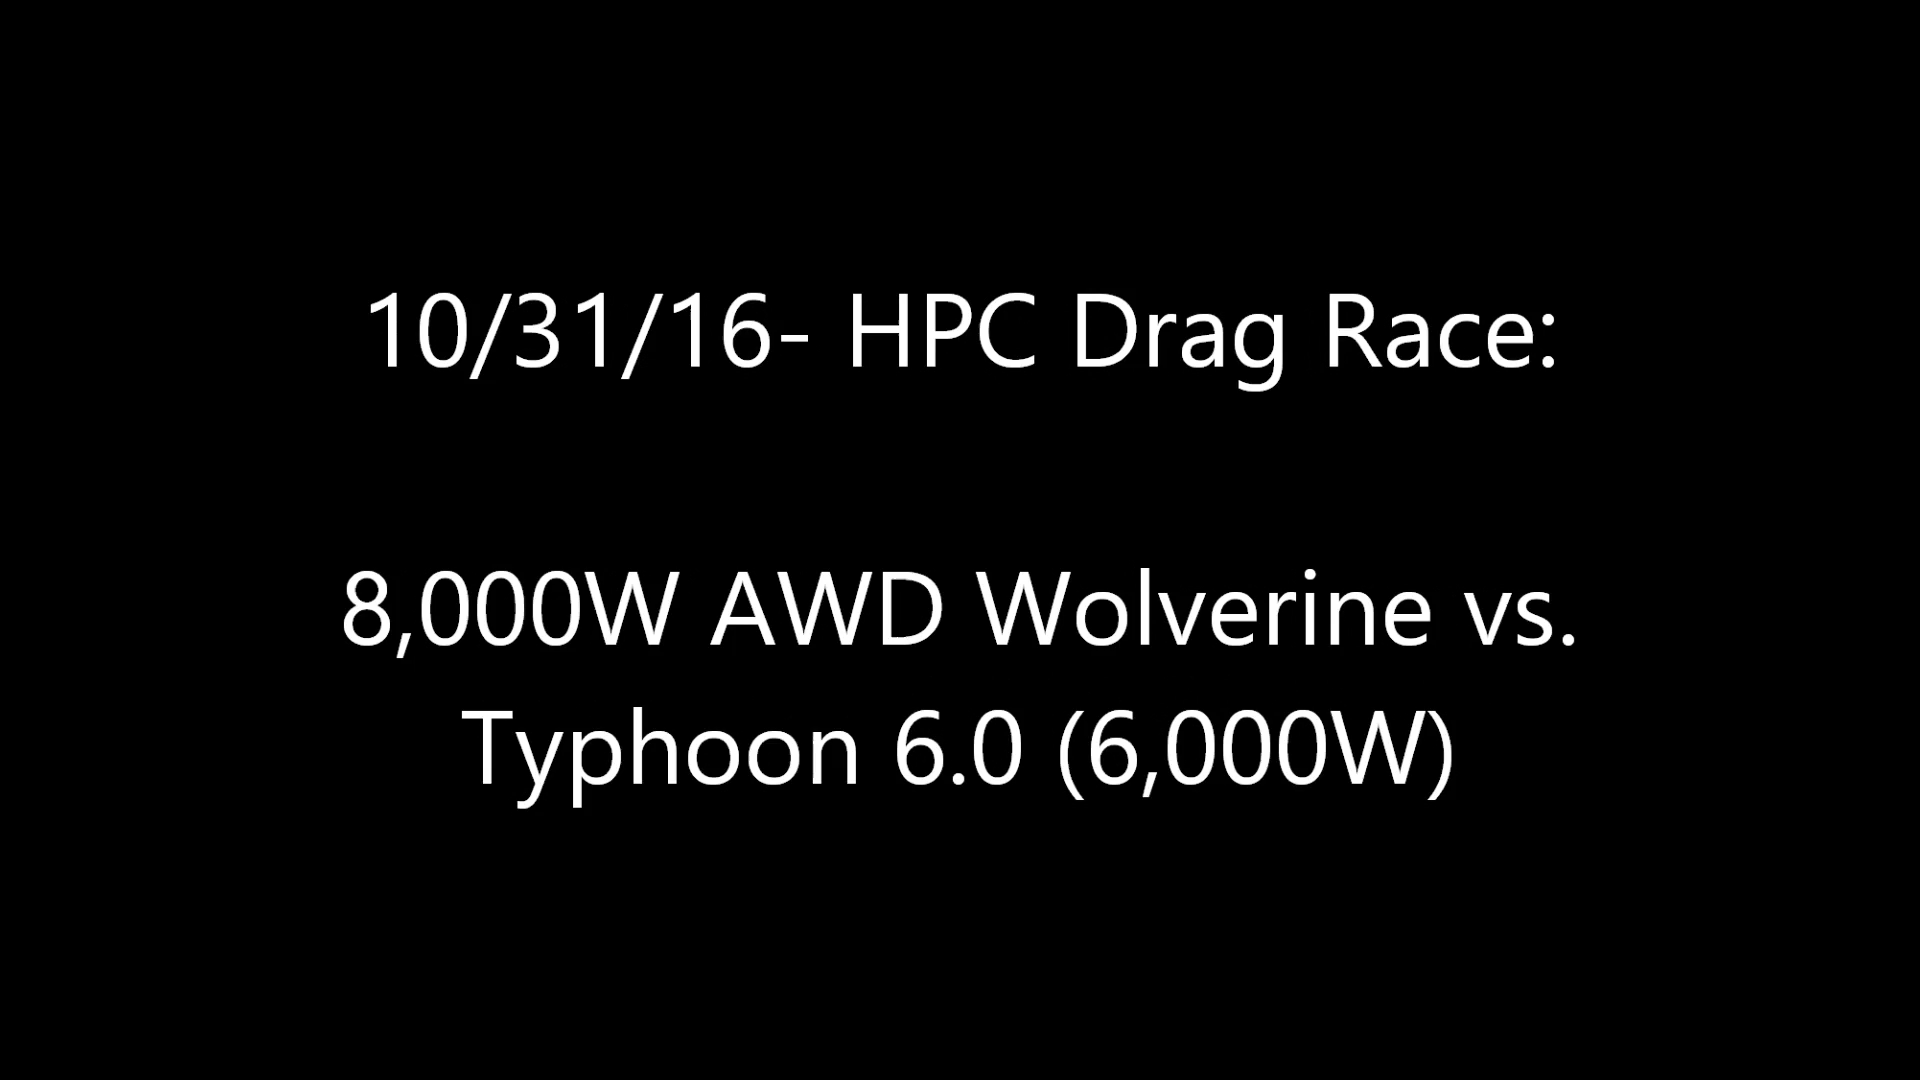 10/31/16- HPC Drag Race:
8,000W AWD Wolverine vs.
Typhoon 6.0 (6,000W)